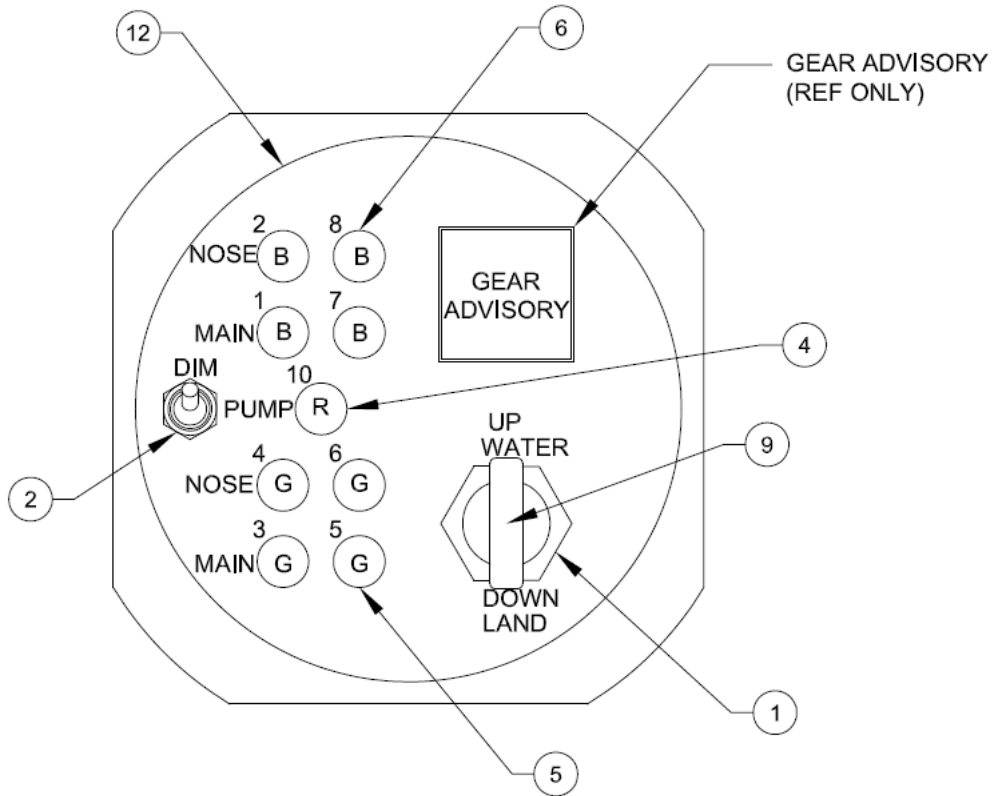 12
6
GEAR ADVISORY
(REF ONLY)
2 8
NOSE B B
GEAR
ADVISORY
1 7
MAIN B B
4
DIM
10
PUMP R
UP
WATER
9
4 6
NOSE G G
2
3 5
MAIN G G
DOWN
LAND
1
5